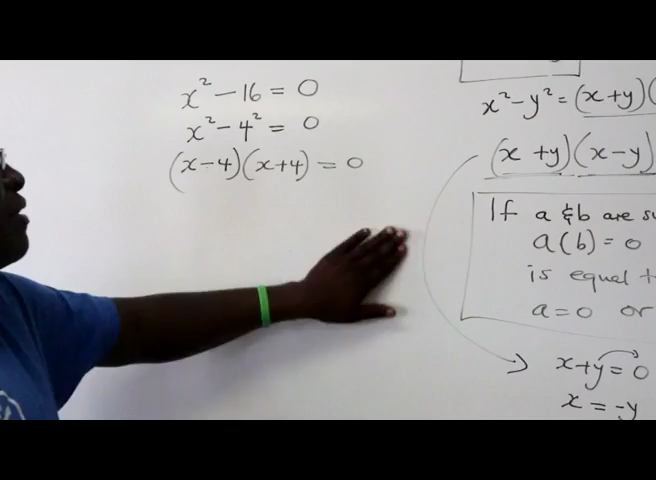 x² - 16 = 0
x² - 4² = 0
(x-4)(x+4) = 0
x² - y² = (x+y)(
(x+y)(x-y)
If a & b are su
a(b) = 0
is equal t
a = 0 or
x+y = 0
x = -y